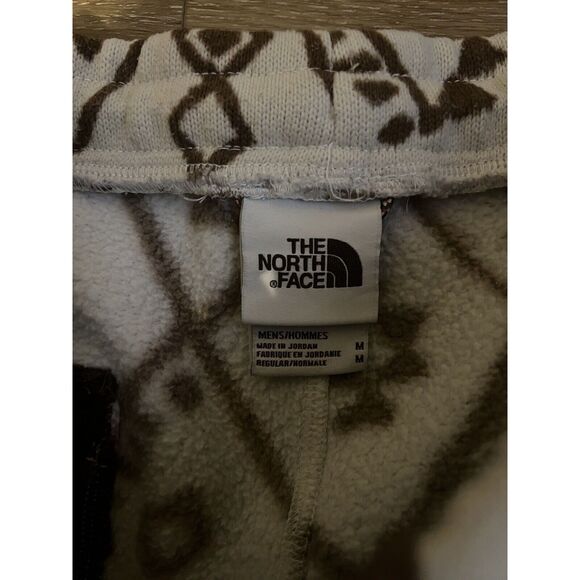 THE
NORTH
®FACE
MENS/HOMMES
MADE IN JORDAN M
FABRIQUE EN JORDANIE
REGULAR/NORMALE M